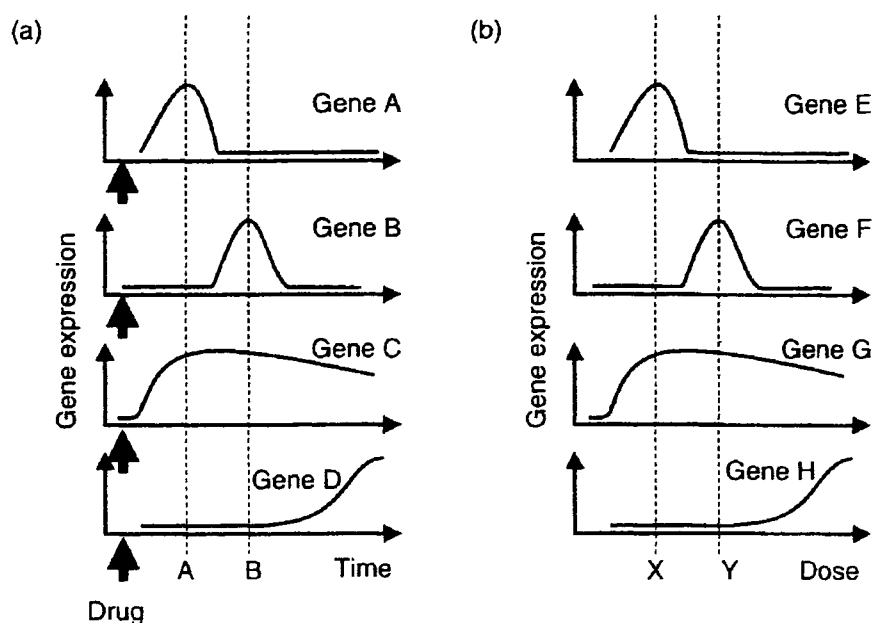 (a)
Gene expression
Gene A
Gene B
Gene C
Gene D
A B Time
Drug
(b)
Gene expression
Gene E
Gene F
Gene G
Gene H
X Y Dose